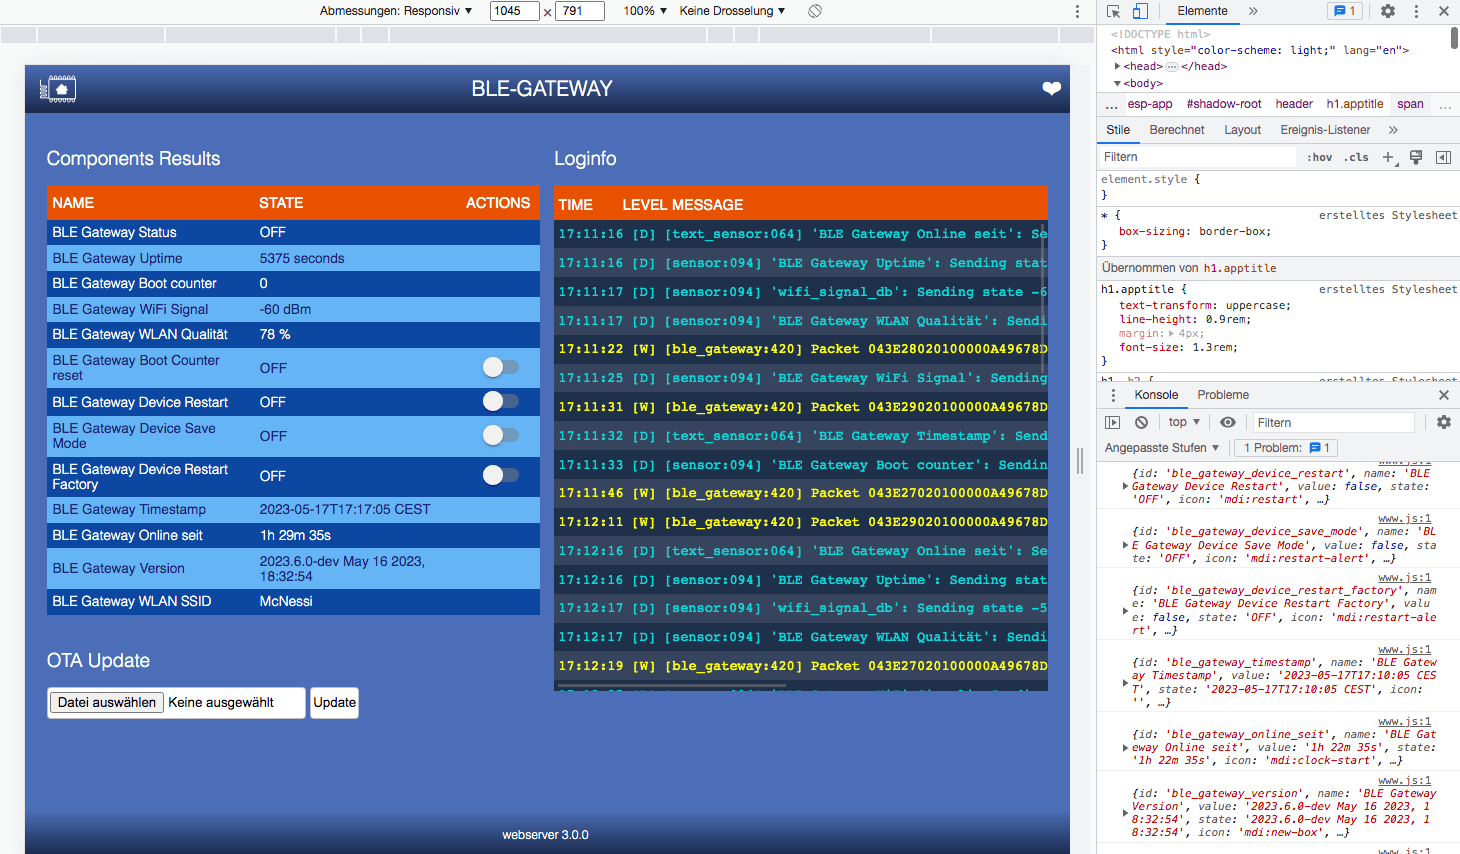 Abmessungen: Responsiv ▼ 1045 × 791 100% ▼ Keine Drosselung ▼
BLE-GATEWAY
Components Results
NAME STATE ACTIONS
BLE Gateway Status OFF
BLE Gateway Uptime 5375 seconds
BLE Gateway Boot counter 0
BLE Gateway WiFi Signal -60 dBm
BLE Gateway WLAN Qualität 78 %
BLE Gateway Boot Counter
reset OFF
BLE Gateway Device Restart OFF
BLE Gateway Device Save
Mode OFF
BLE Gateway Device Restart
Factory OFF
BLE Gateway Timestamp 2023-05-17T17:17:05 CEST
BLE Gateway Online seit 1h 29m 35s
BLE Gateway Version 2023.6.0-dev May 16 2023,
18:32:54
BLE Gateway WLAN SSID McNessi
OTA Update
Datei auswählen Keine ausgewählt Update
Loginfo
TIME LEVEL MESSAGE
17:11:16 [D] [text_sensor:064] 'BLE Gateway Online seit': Se
17:11:16 [D] [sensor:094] 'BLE Gateway Uptime': Sending stat
17:11:17 [D] [sensor:094] 'wifi_signal_db': Sending state -6
17:11:17 [D] [sensor:094] 'BLE Gateway WLAN Qualität': Sendi
17:11:22 [W] [ble_gateway:420] Packet 043E28020100000A49678D
17:11:25 [D] [sensor:094] 'BLE Gateway WiFi Signal': Sending
17:11:31 [W] [ble_gateway:420] Packet 043E29020100000A49678D
17:11:32 [D] [text_sensor:064] 'BLE Gateway Timestamp': Send
17:11:33 [D] [sensor:094] 'BLE Gateway Boot counter': Sendin
17:11:46 [W] [ble_gateway:420] Packet 043E27020100000A49678D
17:12:11 [W] [ble_gateway:420] Packet 043E29020100000A49678D
17:12:16 [D] [text_sensor:064] 'BLE Gateway Online seit': Se
17:12:16 [D] [sensor:094] 'BLE Gateway Uptime': Sending stat
17:12:17 [D] [sensor:094] 'wifi_signal_db': Sending state -5
17:12:17 [D] [sensor:094] 'BLE Gateway WLAN Qualität': Sendi
17:12:19 [W] [ble_gateway:420] Packet 043E27020100000A49678D
webserver 3.0.0
Elemente » 1
<!DOCTYPE html>
<html style="color-scheme: light;" lang="en">
▶<head>…</head>
▼<body>
… esp-app #shadow-root header h1.apptitle span …
Stile Berechnet Layout Ereignis-Listener »
Filtern :hov .cls +
element.style {
}
* { erstelltes Stylesheet
box-sizing: border-box;
}
Übernommen von h1.apptitle
h1.apptitle { erstelltes Stylesheet
text-transform: uppercase;
line-height: 0.9rem;
margin: ▶ 4px;
font-size: 1.3rem;
}
h1, h2 { erstelltes Stylesheet
Konsole Probleme
top ▼ Filtern
Angepasste Stufen ▼ 1 Problem: 1
www.js:1
{id: 'ble_gateway_device_restart', name: 'BLE
Gateway Device Restart', value: false, state:
'OFF', icon: 'mdi:restart', …}
www.js:1
{id: 'ble_gateway_device_save_mode', name: 'BL
E Gateway Device Save Mode', value: false, sta
te: 'OFF', icon: 'mdi:restart-alert', …}
www.js:1
{id: 'ble_gateway_device_restart_factory', nam
e: 'BLE Gateway Device Restart Factory', valu
e: false, state: 'OFF', icon: 'mdi:restart-ale
rt', …}
www.js:1
{id: 'ble_gateway_timestamp', name: 'BLE Gatew
ay Timestamp', value: '2023-05-17T17:10:05 CES
T', state: '2023-05-17T17:10:05 CEST', icon:
'', …}
www.js:1
{id: 'ble_gateway_online_seit', name: 'BLE Gat
eway Online seit', value: '1h 22m 35s', state:
'1h 22m 35s', icon: 'mdi:clock-start', …}
www.js:1
{id: 'ble_gateway_version', name: 'BLE Gateway
Version', value: '2023.6.0-dev May 16 2023, 1
8:32:54', state: '2023.6.0-dev May 16 2023, 1
8:32:54', icon: 'mdi:new-box', …}
www.js:1